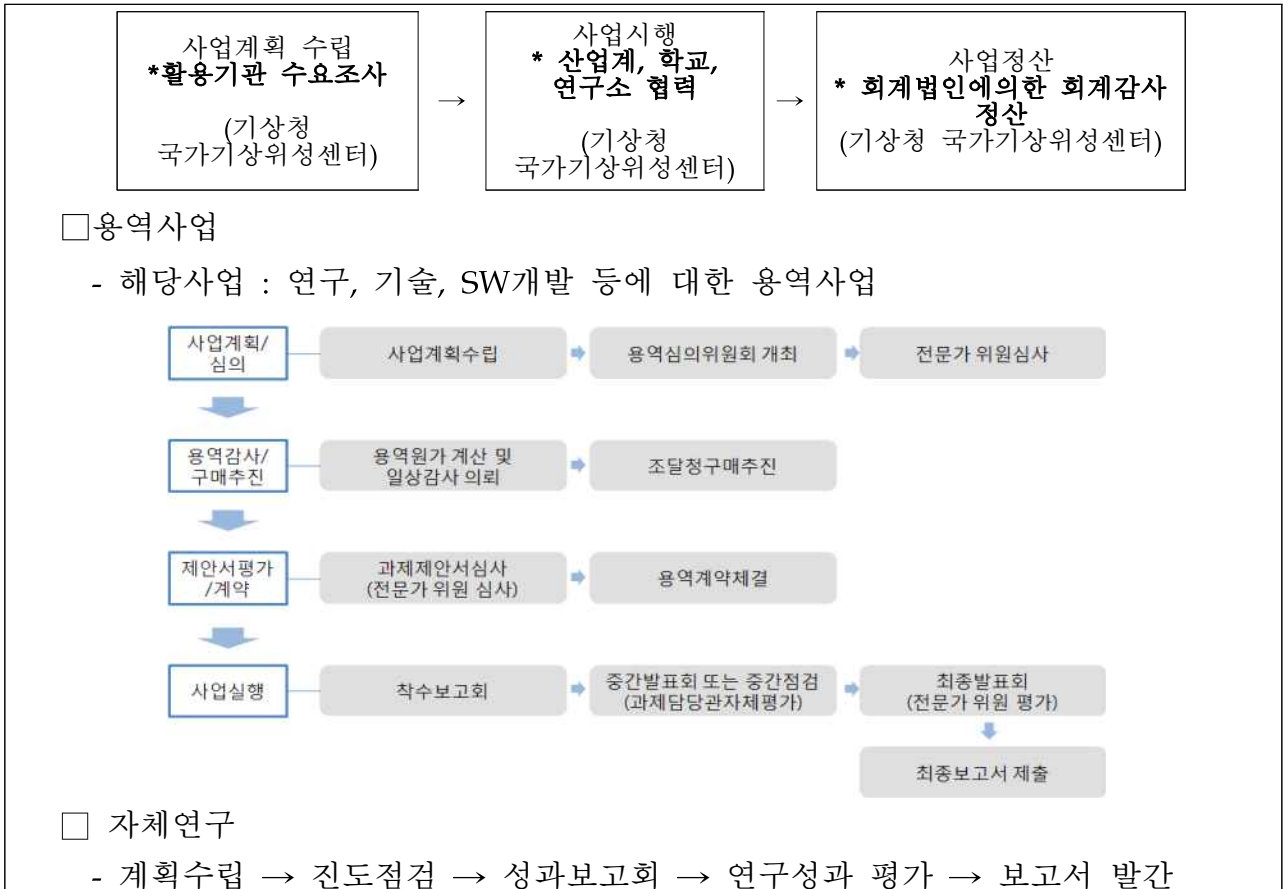 사업계획 수립
*활용기관 수요조사
(기상청
국가기상위성센터)
→
사업시행
* 산업계, 학교,
연구소 협력
(기상청
국가기상위성센터)
→
사업정산
* 회계법인에의한 회계감사
정산
(기상청 국가기상위성센터)
□용역사업
- 해당사업 : 연구, 기술, SW개발 등에 대한 용역사업
사업계획/
심의
사업계획수립
용역심의위원회 개최
전문가 위원심사
용역감사/
구매추진
용역원가 계산 및
일상감사 의뢰
조달청구매추진
제안서평가
/계약
과제제안서심사
(전문가 위원 심사)
용역계약체결
사업실행
착수보고회
중간발표회 또는 중간점검
(과제담당관자체평가)
최종발표회
(전문가 위원 평가)
최종보고서 제출
□ 자체연구
- 계획수립 → 진도점검 → 성과보고회 → 연구성과 평가 → 보고서 발간